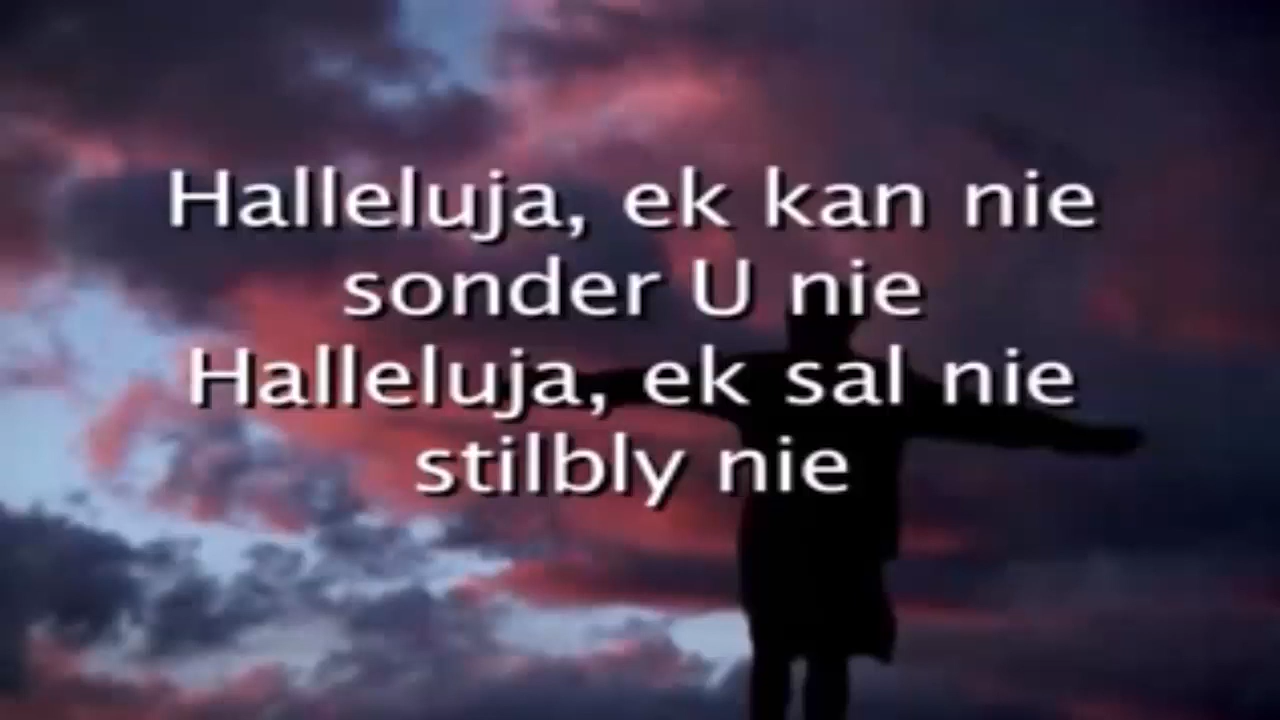 Halleluja, ek kan nie
sonder U nie
Halleluja, ek sal nie
stilbly nie